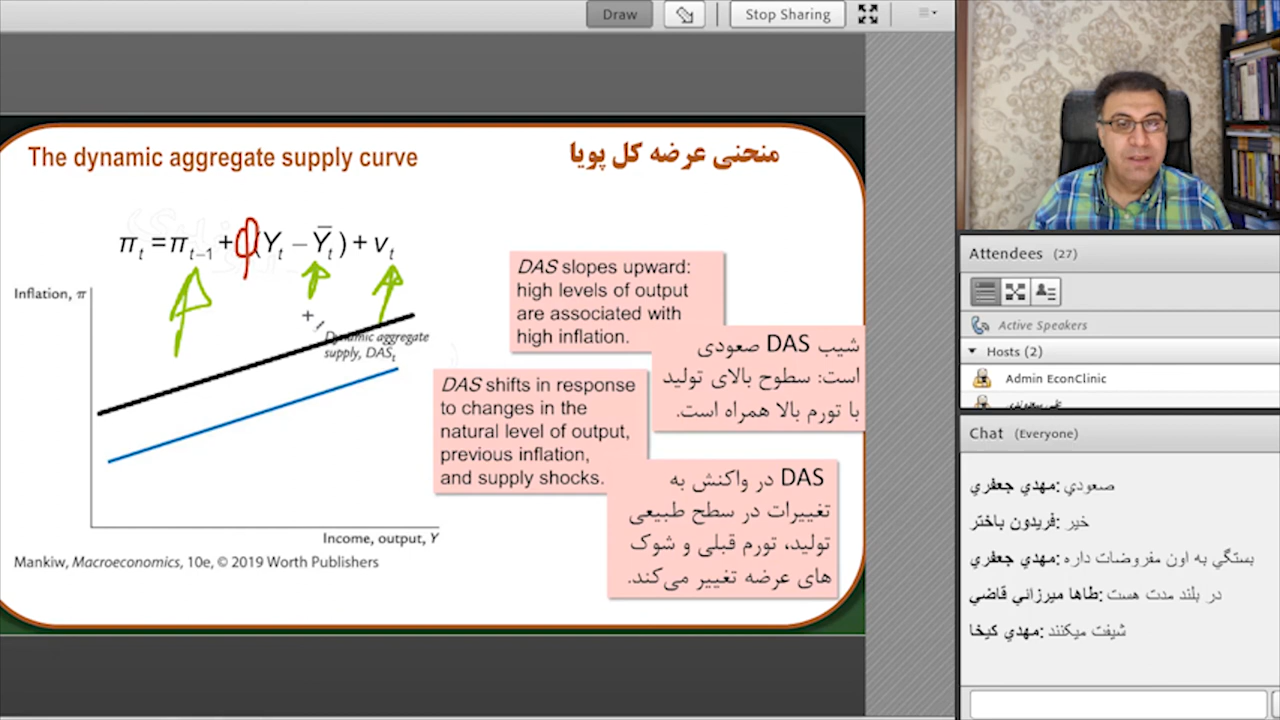 Draw
Stop Sharing
The dynamic aggregate supply curve
منحنی عرضه کل پویا
πt = πt–1 + ϕ(Yt – Ȳt) + vt
Inflation, π
+
Dynamic aggregate
supply, DASt
Income, output, Y
Mankiw, Macroeconomics, 10e, © 2019 Worth Publishers
DAS slopes upward:
high levels of output
are associated with
high inflation.
شیب DAS صعودی
است: سطوح بالای تولید
با تورم بالا همراه است.
DAS shifts in response
to changes in the
natural level of output,
previous inflation,
and supply shocks.
DAS در واکنش به
تغییرات در سطح طبیعی
تولید، تورم قبلی و شوک
های عرضه تغییر می‌کند.
Attendees (27)
Active Speakers
Hosts (2)
Admin EconClinic
Chat (Everyone)
مهدي جعفري: صعودي
فريدون باختر: خير
مهدي جعفري: بستگي به اون مفروضات داره
طاها ميرزائي قاضي: در بلند مدت هست
مهدي كيخا: شيفت ميكنند